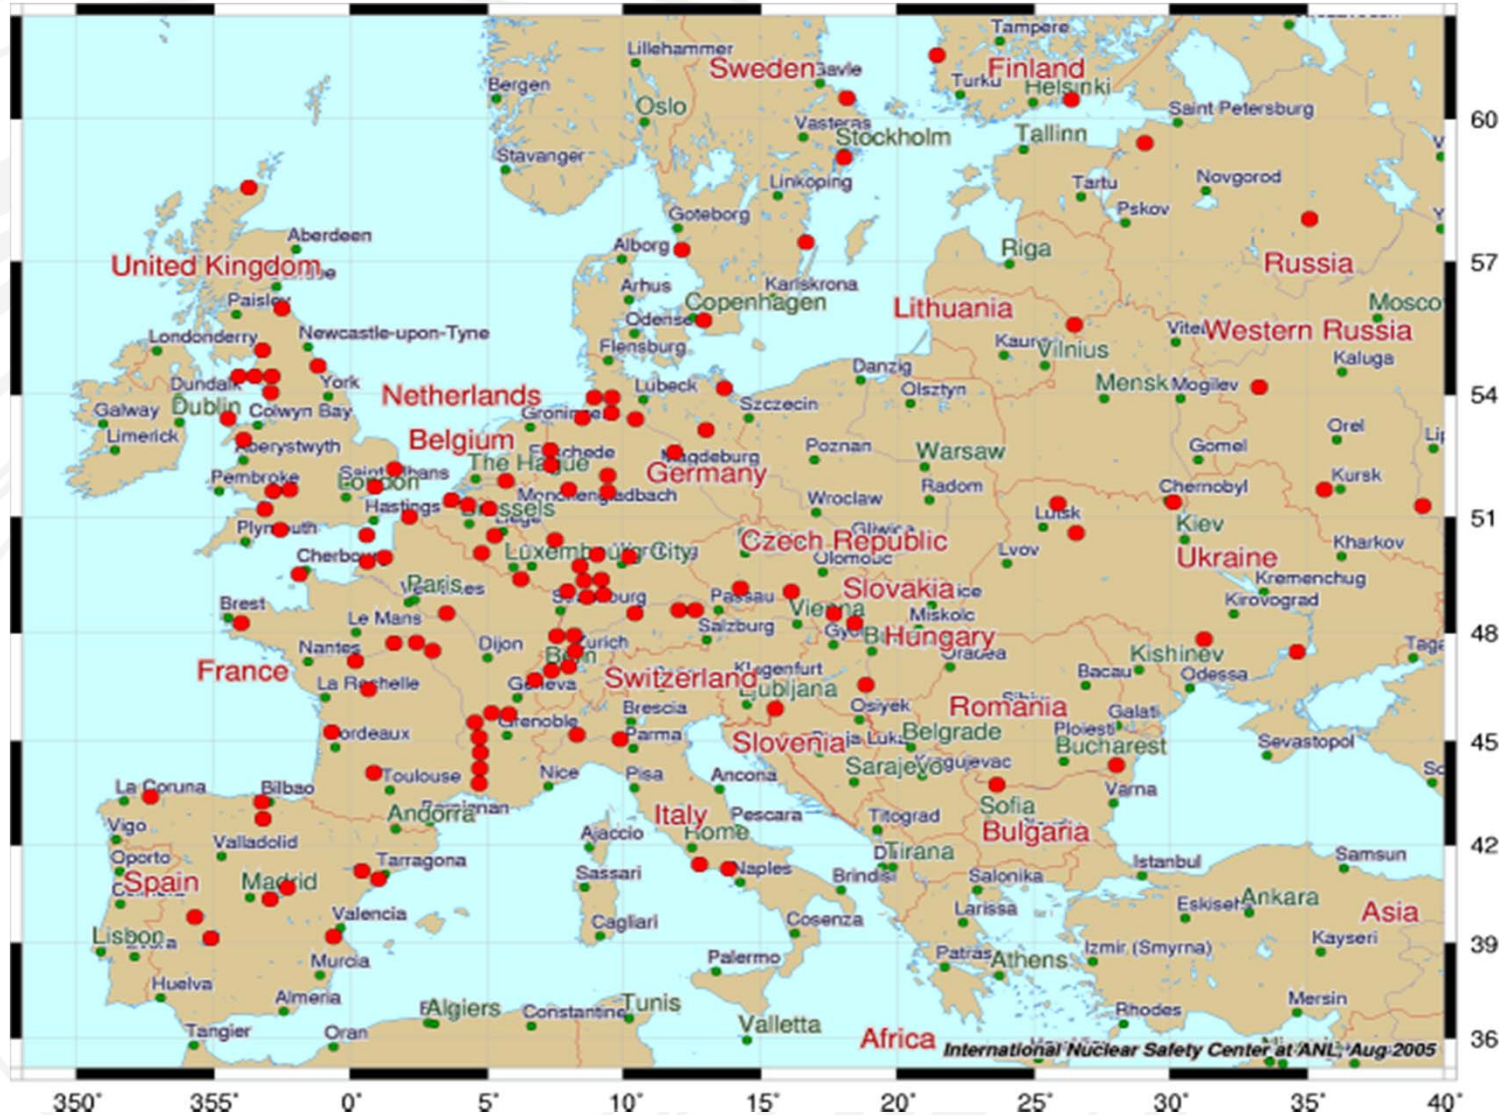 Tampere
Lillehammer
Sweden
Finland
Bergen
Turku
Helsinki
Oslo
Saint Petersburg
60
Vasteras
Stockholm
Tallinn
Stavanger
Linkoping
Tartu
Novgorod
Goteborg
Pskov
Aberdeen
Alborg
Riga
United Kingdom
Russia
57
Arhus
Karlskrona
Paisley
Copenhagen
Lithuania
Moscow
Newcastle-upon-Tyne
Odense
Western Russia
Londonderry
Flensburg
Vilnius
Kaluga
Danzig
Dundalk
York
Netherlands
Lubeck
Olsztyn
Mensk
Mogilev
54
Galway
Dublin
Colwyn Bay
Szczecin
Limerick
Belgium
Orel
Aberystwyth
Poznan
Warsaw
Gomel
The Hague
Magdeburg
Germany
Pembroke
London
Radom
Chernobyl
Kursk
Hastings
Wroclaw
Lutsk
51
Plymouth
Kiev
Czech Republic
Gliwice
Kharkov
Luxembourg City
Olomouc
Lvov
Ukraine
Paris
Slovakia
Kremenchug
Brest
Passau
Vienna
Miskolc
Kirovograd
Le Mans
Salzburg
Hungary
48
Nantes
Dijon
Zurich
Bern
Kishinev
France
La Rochelle
Geneva
Switzerland
Klagenfurt
Oradea
Bacau
Odessa
Ljubljana
Brescia
Osiyek
Romania
Galati
Grenoble
Parma
Slovenia
Belgrade
Ploiesti
Bucharest
Sevastopol
45
Toulouse
Nice
Pisa
Ancona
Sarajevo
Kragujevac
La Coruna
Bilbao
Varna
Andorra
Italy
Pescara
Titograd
Sofia
Vigo
Valladolid
Ajaccio
Rome
Bulgaria
42
Oporto
Tarragona
Tirana
Istanbul
Samsun
Spain
Madrid
Sassari
Naples
Brindisi
Salonika
Ankara
Valencia
Cagliari
Cosenza
Larissa
Asia
Lisbon
Kayseri
39
Murcia
Palermo
Patras
Athens
Izmir (Smyrna)
Huelva
Almeria
Algiers
Constantine
Tunis
Rhodes
Mersin
Tangier
Oran
Valletta
Africa
36
International Nuclear Safety Center at ANL, Aug 2005
350° 355° 0° 5° 10° 15° 20° 25° 30° 35° 40°